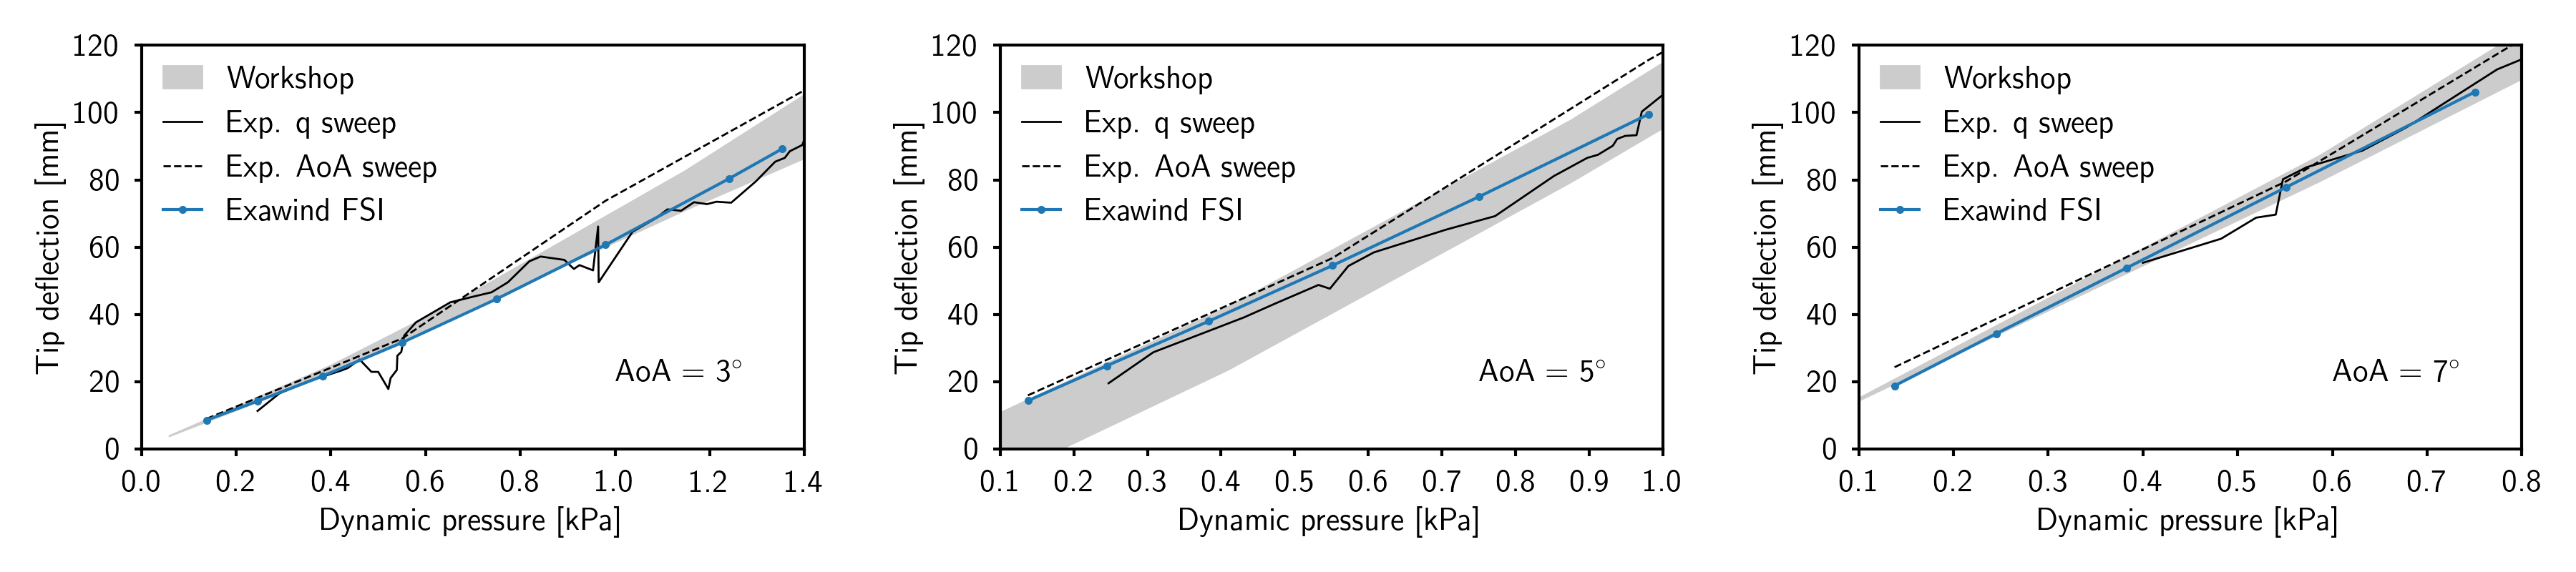 120
100
80
60
40
20
0
Tip deflection [mm]
Workshop
Exp. q sweep
Exp. AoA sweep
Exawind FSI
AoA = 3°
0.0 0.2 0.4 0.6 0.8 1.0 1.2 1.4
Dynamic pressure [kPa]
120
100
80
60
40
20
0
Tip deflection [mm]
Workshop
Exp. q sweep
Exp. AoA sweep
Exawind FSI
AoA = 5°
0.1 0.2 0.3 0.4 0.5 0.6 0.7 0.8 0.9 1.0
Dynamic pressure [kPa]
120
100
80
60
40
20
0
Tip deflection [mm]
Workshop
Exp. q sweep
Exp. AoA sweep
Exawind FSI
AoA = 7°
0.1 0.2 0.3 0.4 0.5 0.6 0.7 0.8
Dynamic pressure [kPa]